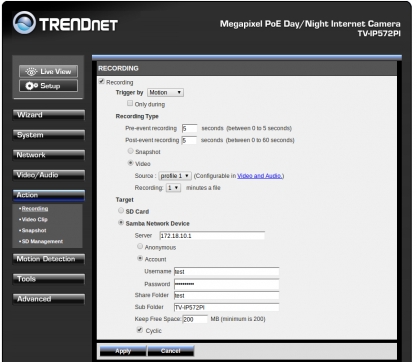 TRENDNET
Megapixel PoE Day/Night Internet Camera
TV-IP572PI
Live View
Setup
Wizard
System
Network
Video/Audio
Action
• Recording
• Video Clip
• Snapshot
• SD Management
Motion Detection
Tools
Advanced
RECORDING
Recording
Trigger by Motion
Only during
Recording Type
Pre-event recording 5 seconds (between 0 to 5 seconds)
Post-event recording 5 seconds (between 0 to 60 seconds)
Snapshot
Video
Source : profile 1 (Configurable in Video and Audio.)
Recording: 1 minutes a file
Target
SD Card
Samba Network Device
Server 172.18.10.1
Anonymous
Account
Username test
Password ••••••••••
Share Folder test
Sub Folder TV-IP572PI
Keep Free Space: 200 MB (minimum is 200)
Cyclic
Apply Cancel